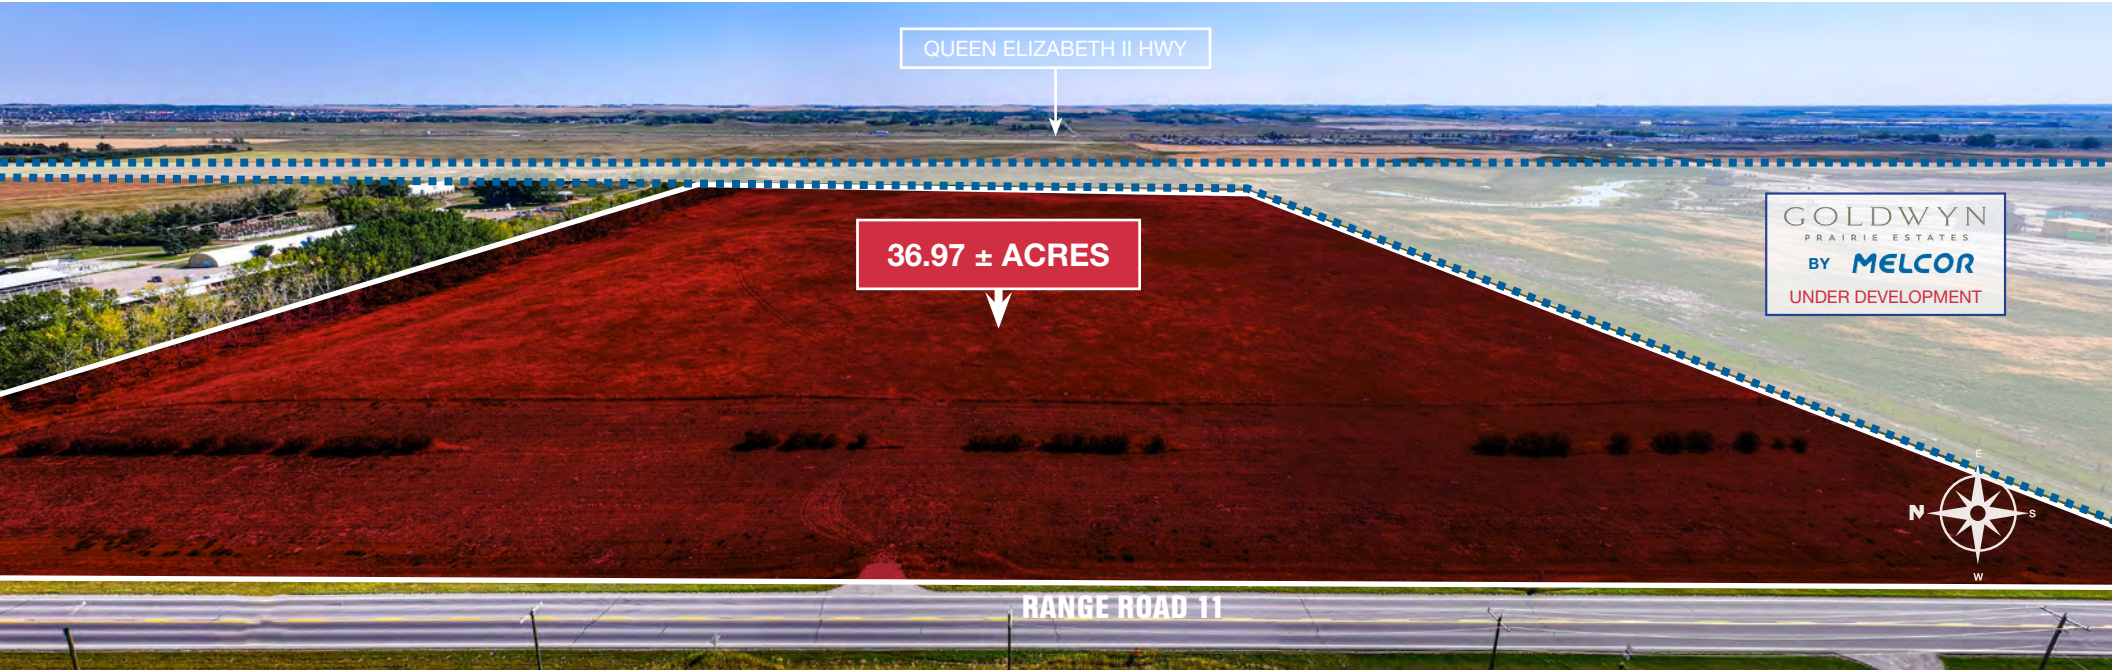 QUEEN ELIZABETH II HWY
36.97 ± ACRES
GOLDWYN
PRAIRIE ESTATES
BY MELCOR
UNDER DEVELOPMENT
E
N
S
W
RANGE ROAD 11